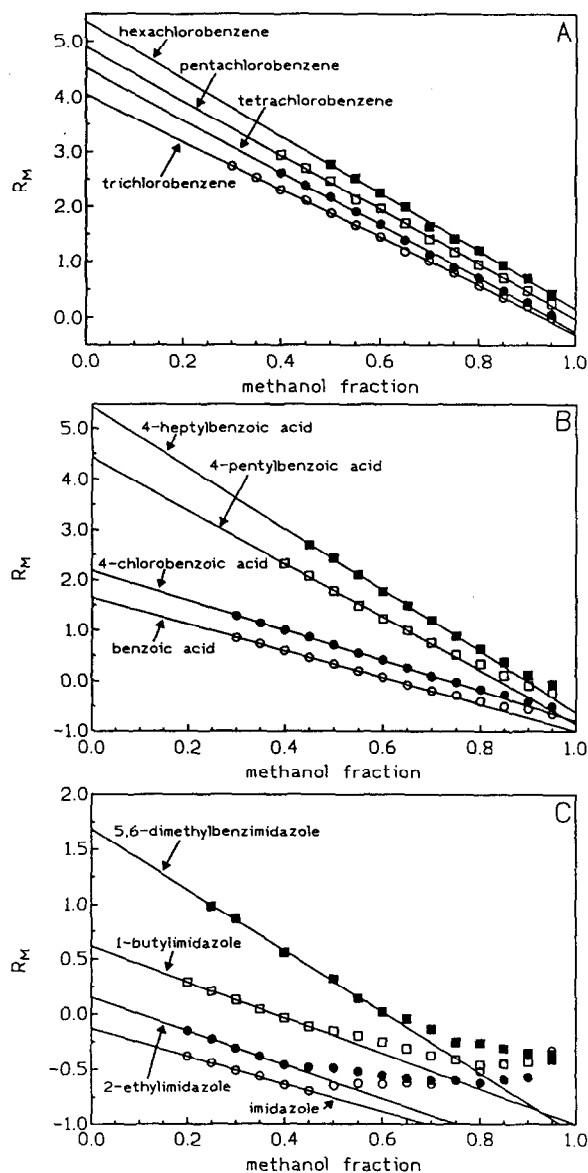 A
5.0
4.0
3.0
2.0
1.0
0.0
R_M
hexachlorobenzene
pentachlorobenzene
tetrachlorobenzene
trichlorobenzene
0.0 0.2 0.4 0.6 0.8 1.0
methanol fraction
B
5.0
4.0
3.0
2.0
1.0
0.0
-1.0
R_M
4-heptylbenzoic acid
4-pentylbenzoic acid
4-chlorobenzoic acid
benzoic acid
0.0 0.2 0.4 0.6 0.8 1.0
methanol fraction
C
2.0
1.5
1.0
0.5
0.0
-0.5
-1.0
R_M
5,6-dimethylbenzimidazole
1-butylimidazole
2-ethylimidazole
imidazole
0.0 0.2 0.4 0.6 0.8 1.0
methanol fraction